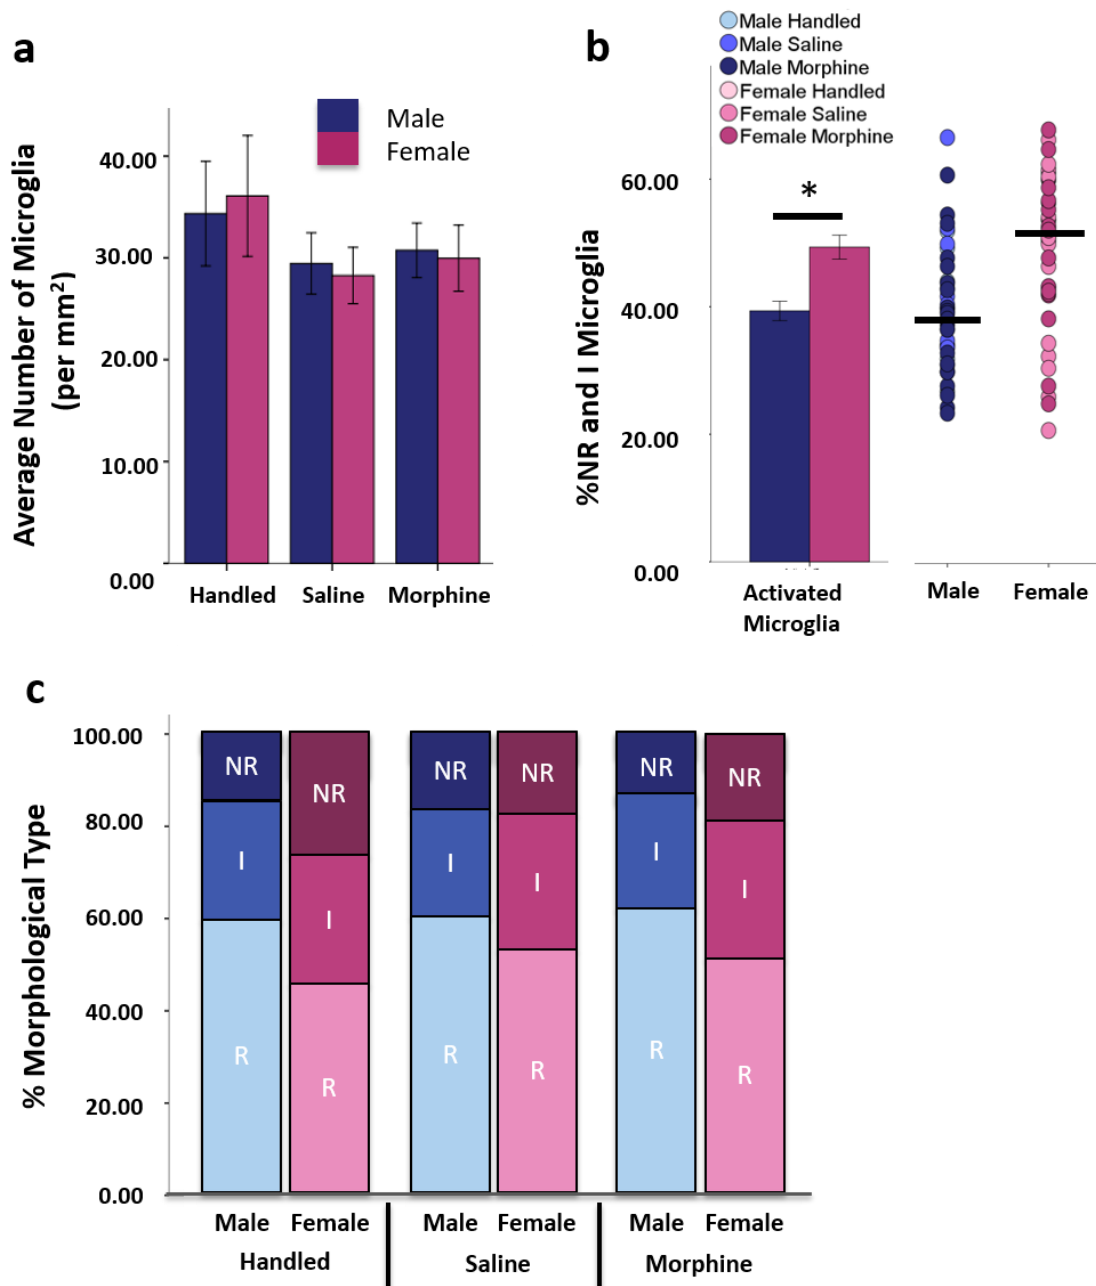 a
Male
Female
Average Number of Microglia
(per mm²)
40.00
30.00
20.00
10.00
0.00
Handled Saline Morphine
b
Male Handled
Male Saline
Male Morphine
Female Handled
Female Saline
Female Morphine
%NR and I Microglia
60.00
40.00
20.00
0.00
*
Activated
Microglia
Male Female
c
% Morphological Type
100.00
80.00
60.00
40.00
20.00
0.00
NR
I
R
NR
I
R
NR
I
R
NR
I
R
NR
I
R
NR
I
R
Male Female Male Female Male Female
Handled Saline Morphine